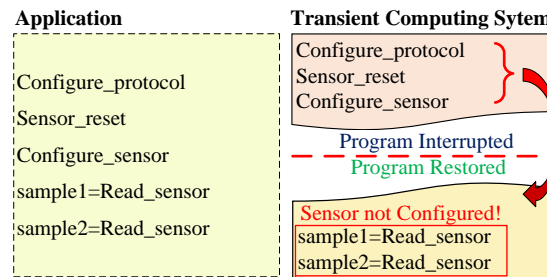 Application
Configure_protocol
Sensor_reset
Configure_sensor
sample1=Read_sensor
sample2=Read_sensor
Transient Computing Sytem
Configure_protocol
Sensor_reset
Configure_sensor
Program Interrupted
Program Restored
Sensor not Configured!
sample1=Read_sensor
sample2=Read_sensor